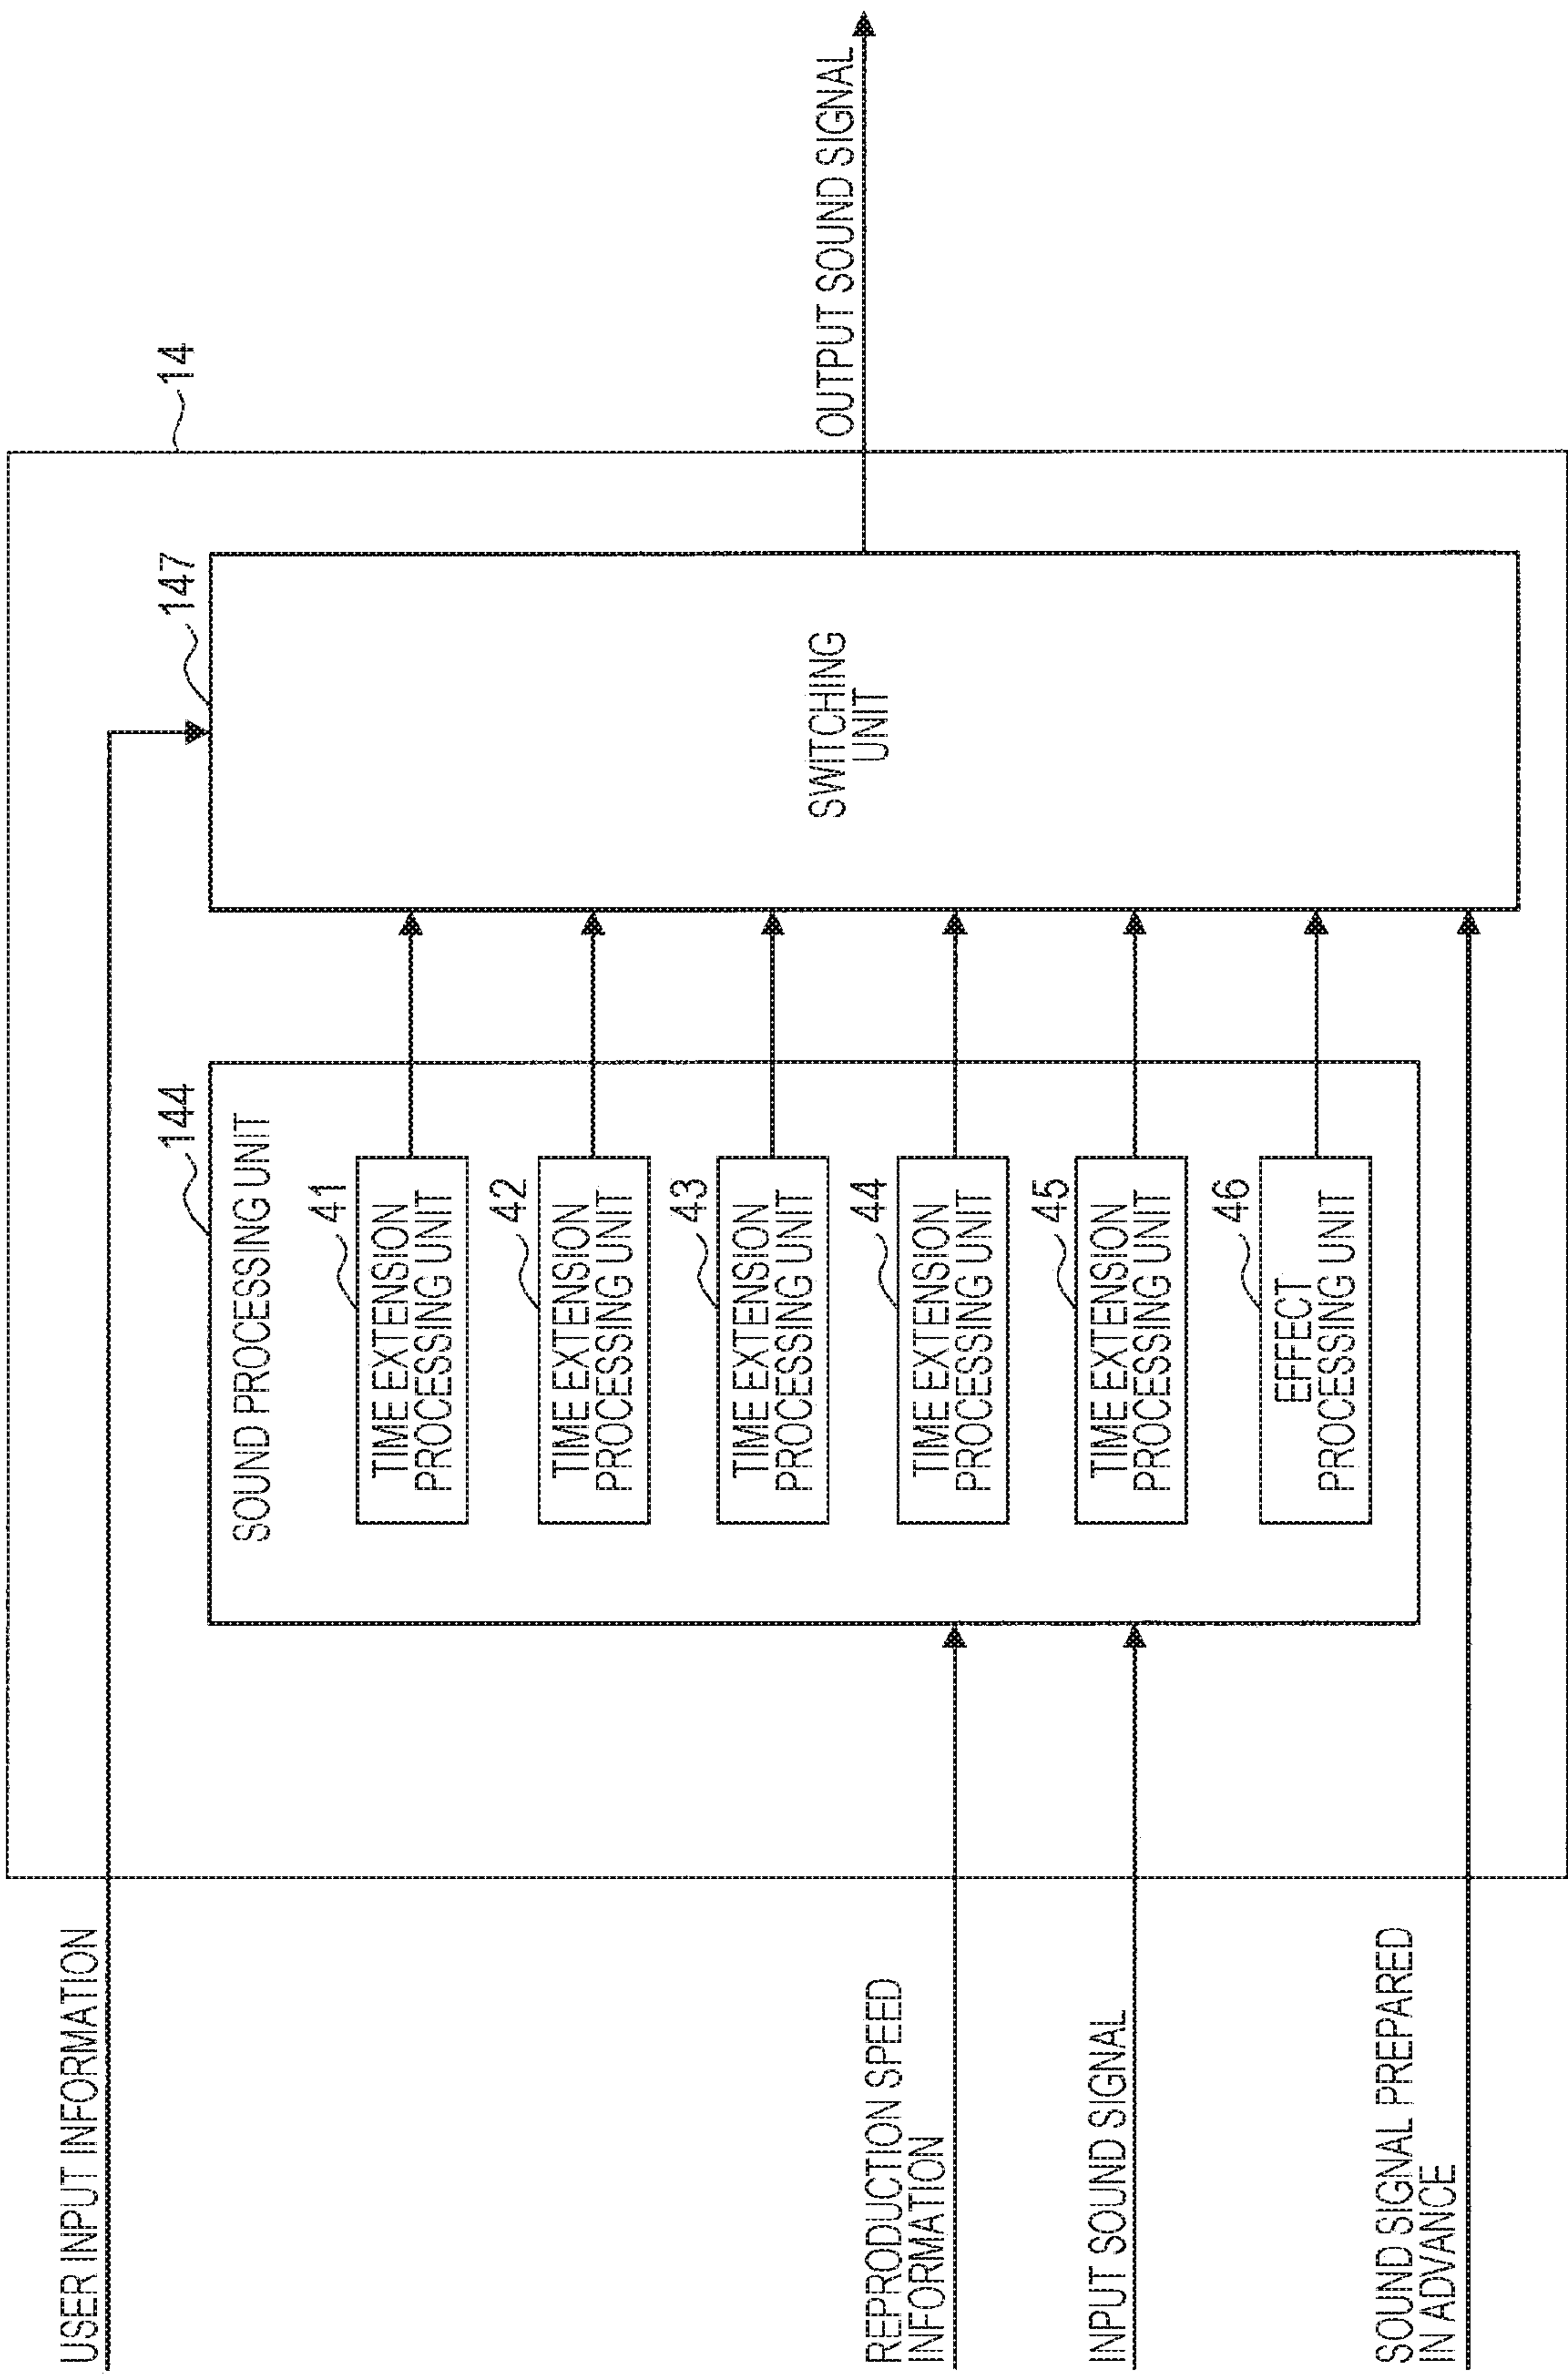 USER INPUT INFORMATION
14
144
147
SOUND PROCESSING UNIT
41
TIME EXTENSION
PROCESSING UNIT
42
TIME EXTENSION
PROCESSING UNIT
43
TIME EXTENSION
PROCESSING UNIT
44
TIME EXTENSION
PROCESSING UNIT
45
TIME EXTENSION
PROCESSING UNIT
46
EFFECT
PROCESSING UNIT
SWITCHING
UNIT
OUTPUT SOUND SIGNAL
REPRODUCTION SPEED
INFORMATION
INPUT SOUND SIGNAL
SOUND SIGNAL PREPARED
IN ADVANCE